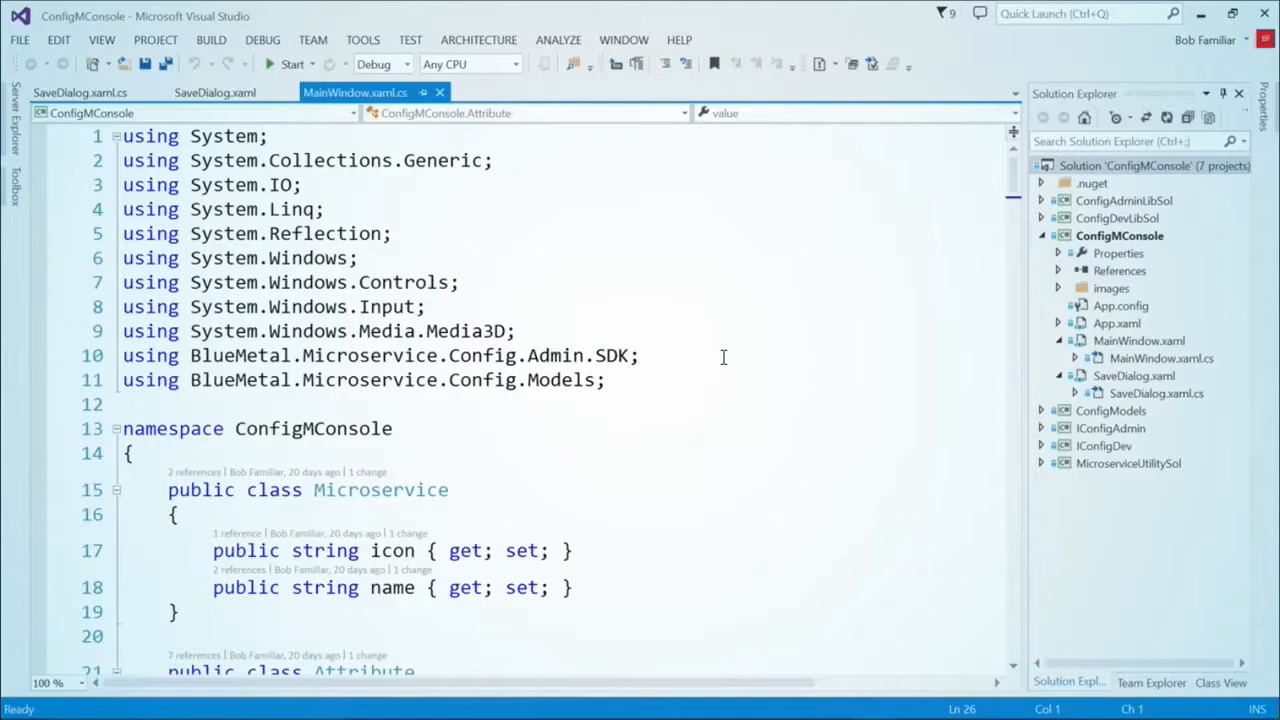 ConfigMConsole - Microsoft Visual Studio
9
Quick Launch (Ctrl+Q)
FILE EDIT VIEW PROJECT BUILD DEBUG TEAM TOOLS TEST ARCHITECTURE ANALYZE WINDOW HELP
Bob Familiar
BF
Start Debug Any CPU
Server Explorer
Toolbox
SaveDialog.xaml.cs SaveDialog.xaml MainWindow.xaml.cs
ConfigMConsole ConfigMConsole.Attribute value
1 using System;
2 using System.Collections.Generic;
3 using System.IO;
4 using System.Linq;
5 using System.Reflection;
6 using System.Windows;
7 using System.Windows.Controls;
8 using System.Windows.Input;
9 using System.Windows.Media.Media3D;
10 using BlueMetal.Microservice.Config.Admin.SDK;
11 using BlueMetal.Microservice.Config.Models;
12
13 namespace ConfigMConsole
14 {
2 references | Bob Familiar, 20 days ago | 1 change
15 public class Microservice
16 {
1 reference | Bob Familiar, 20 days ago | 1 change
17 public string icon { get; set; }
2 references | Bob Familiar, 20 days ago | 1 change
18 public string name { get; set; }
19 }
20
7 references | Bob Familiar, 20 days ago | 1 change
21 public class Attribute
100 %
Solution Explorer
Search Solution Explorer (Ctrl+;)
Solution 'ConfigMConsole' (7 projects)
.nuget
ConfigAdminLibSol
ConfigDevLibSol
ConfigMConsole
Properties
References
images
App.config
App.xaml
MainWindow.xaml
MainWindow.xaml.cs
SaveDialog.xaml
SaveDialog.xaml.cs
ConfigModels
IConfigAdmin
IConfigDev
MicroserviceUtilitySol
Solution Expl... Team Explorer Class View
Properties
Ready Ln 26 Col 1 Ch 1 INS